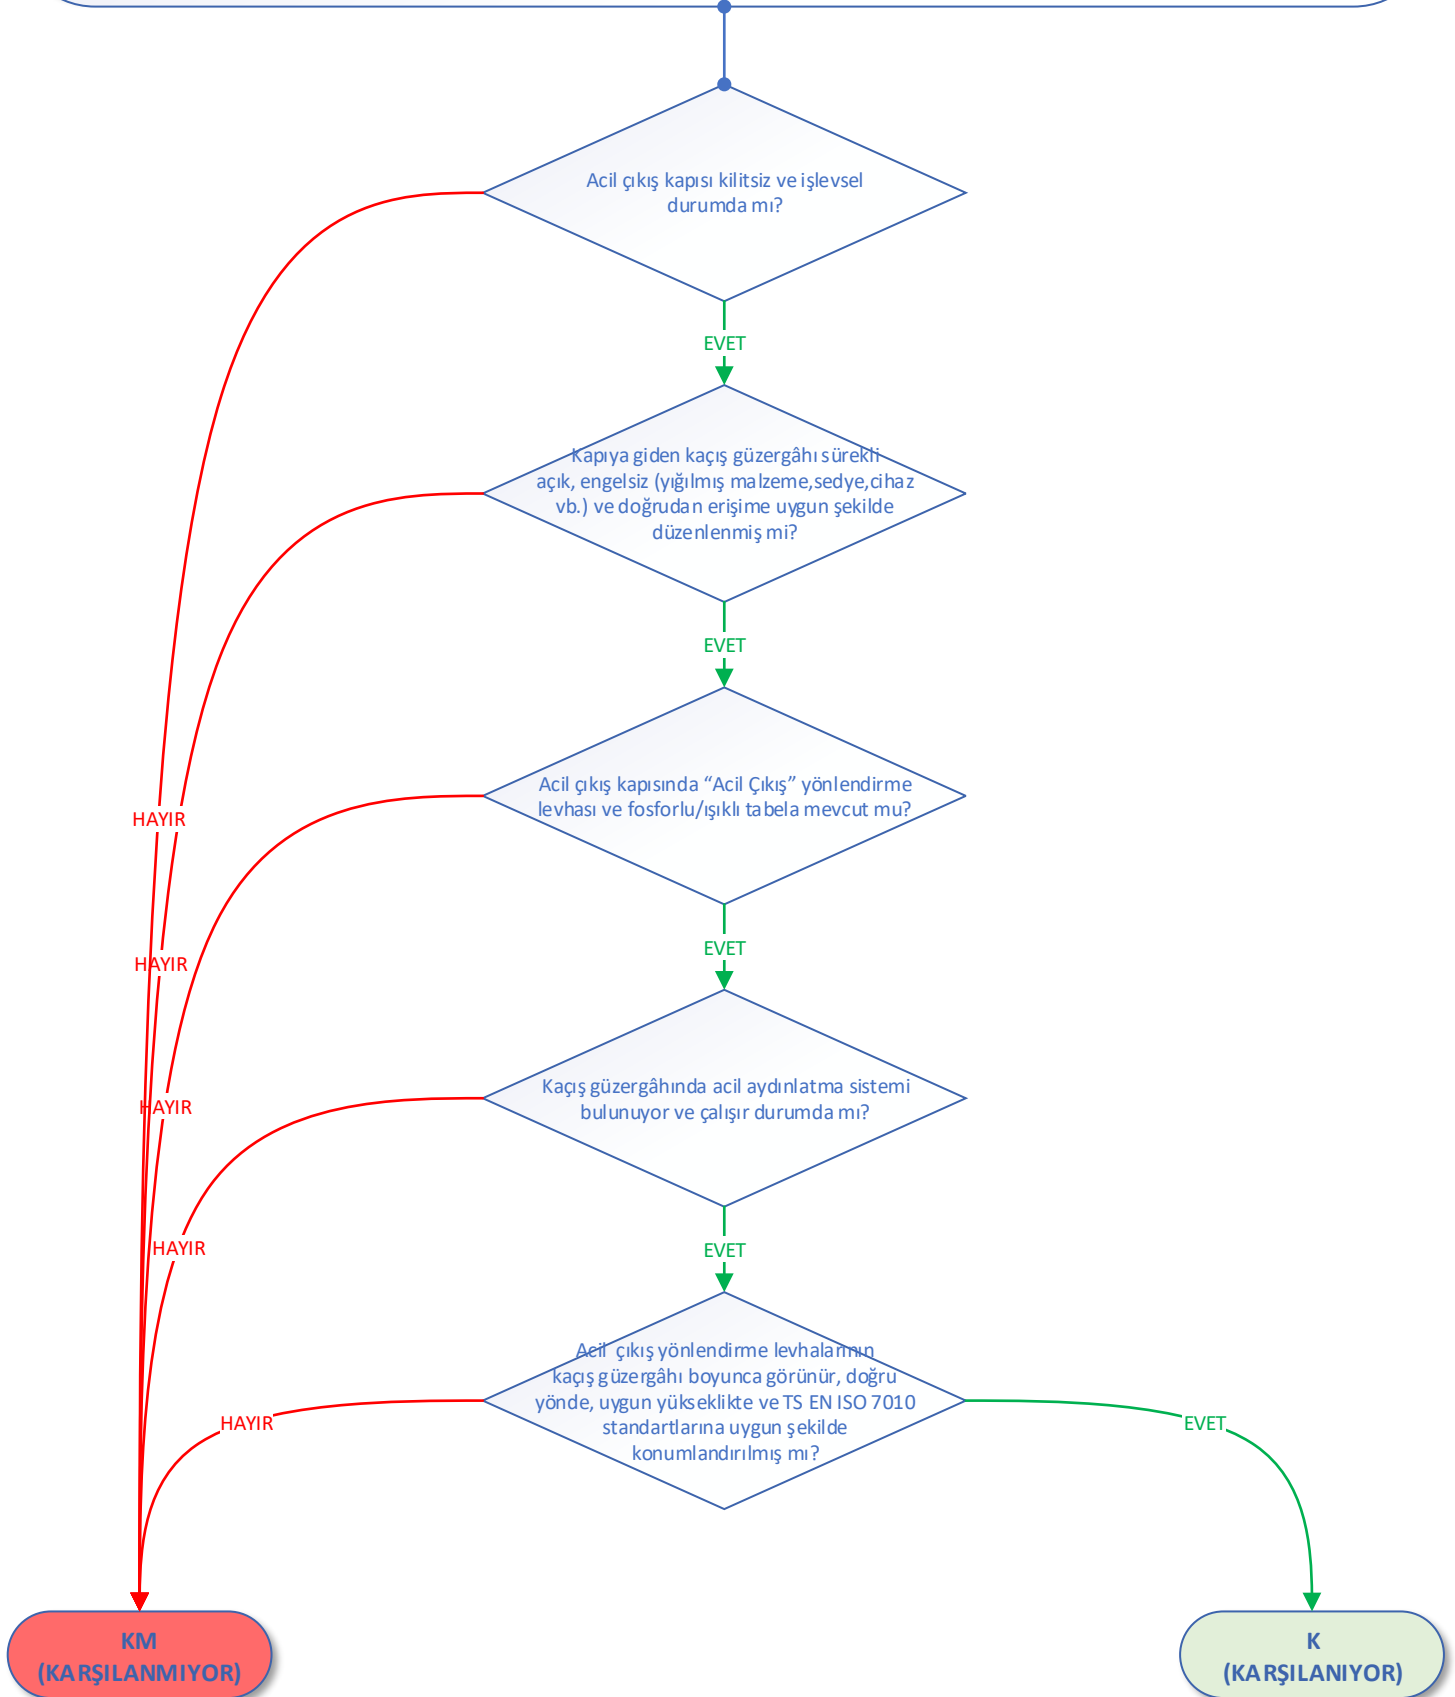 Acil çıkış kapısı kilitsiz ve işlevsel
durumda mı?
EVET
Kapıya giden kaçış güzergâhı sürekli
açık, engelsiz (yığılmış malzeme,sedye,cihaz
vb.) ve doğrudan erişime uygun şekilde
düzenlenmiş mi?
EVET
Acil çıkış kapısında “Acil Çıkış” yönlendirme
levhası ve fosforlu/ışıklı tabela mevcut mu?
HAYIR
EVET
HAYIR
Kaçış güzergâhında acil aydınlatma sistemi
bulunuyor ve çalışır durumda mı?
HAYIR
EVET
HAYIR
Acil çıkış yönlendirme levhalarının
kaçış güzergâhı boyunca görünür, doğru
yönde, uygun yükseklikte ve TS EN ISO 7010
standartlarına uygun şekilde
konumlandırılmış mı?
HAYIR
EVET
KM
(KARŞILANMIYOR)
K
(KARŞILANIYOR)